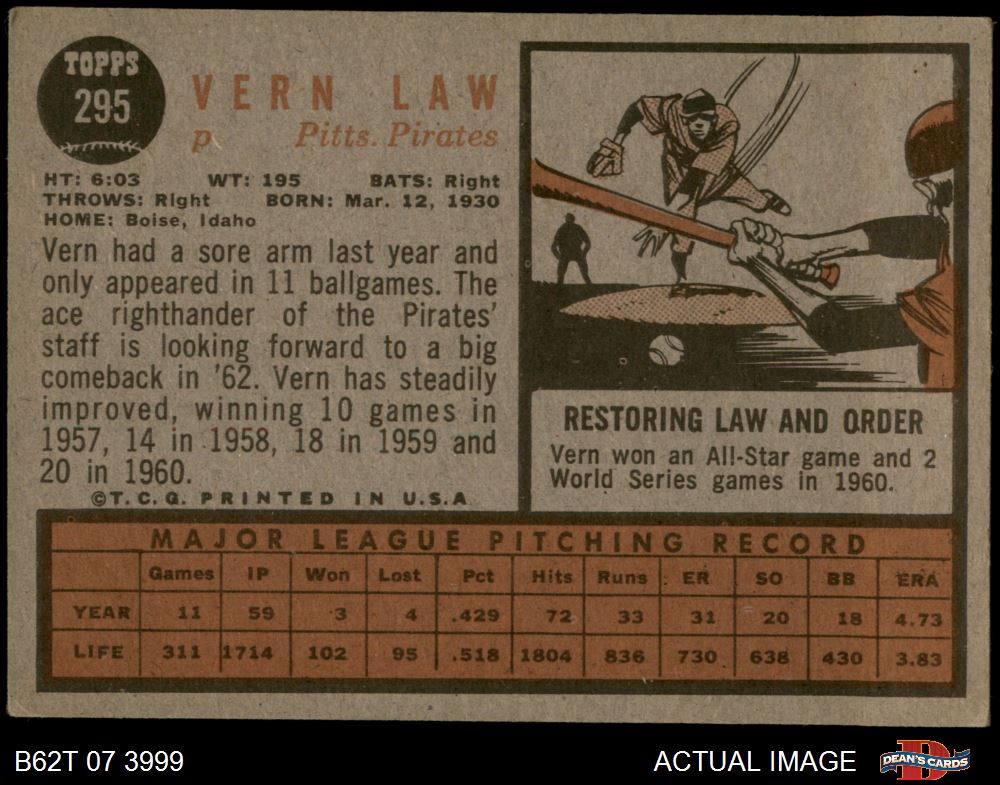 TOPPS
295
VERN LAW
p Pitts. Pirates
HT: 6:03 WT: 195 BATS: Right
THROWS: Right BORN: Mar. 12, 1930
HOME: Boise, Idaho
Vern had a sore arm last year and
only appeared in 11 ballgames. The
ace righthander of the Pirates'
staff is looking forward to a big
comeback in '62. Vern has steadily
improved, winning 10 games in
1957, 14 in 1958, 18 in 1959 and
20 in 1960.
©T.C.G. PRINTED IN U.S.A.
RESTORING LAW AND ORDER
Vern won an All-Star game and 2
World Series games in 1960.
MAJOR LEAGUE PITCHING RECORD
Games IP Won Lost Pct Hits Runs ER SO BB ERA
YEAR 11 59 3 4 .429 72 33 31 20 18 4.73
LIFE 311 1714 102 95 .518 1804 836 730 638 430 3.83
B62T 07 3999 ACTUAL IMAGE D DEAN'S CARDS